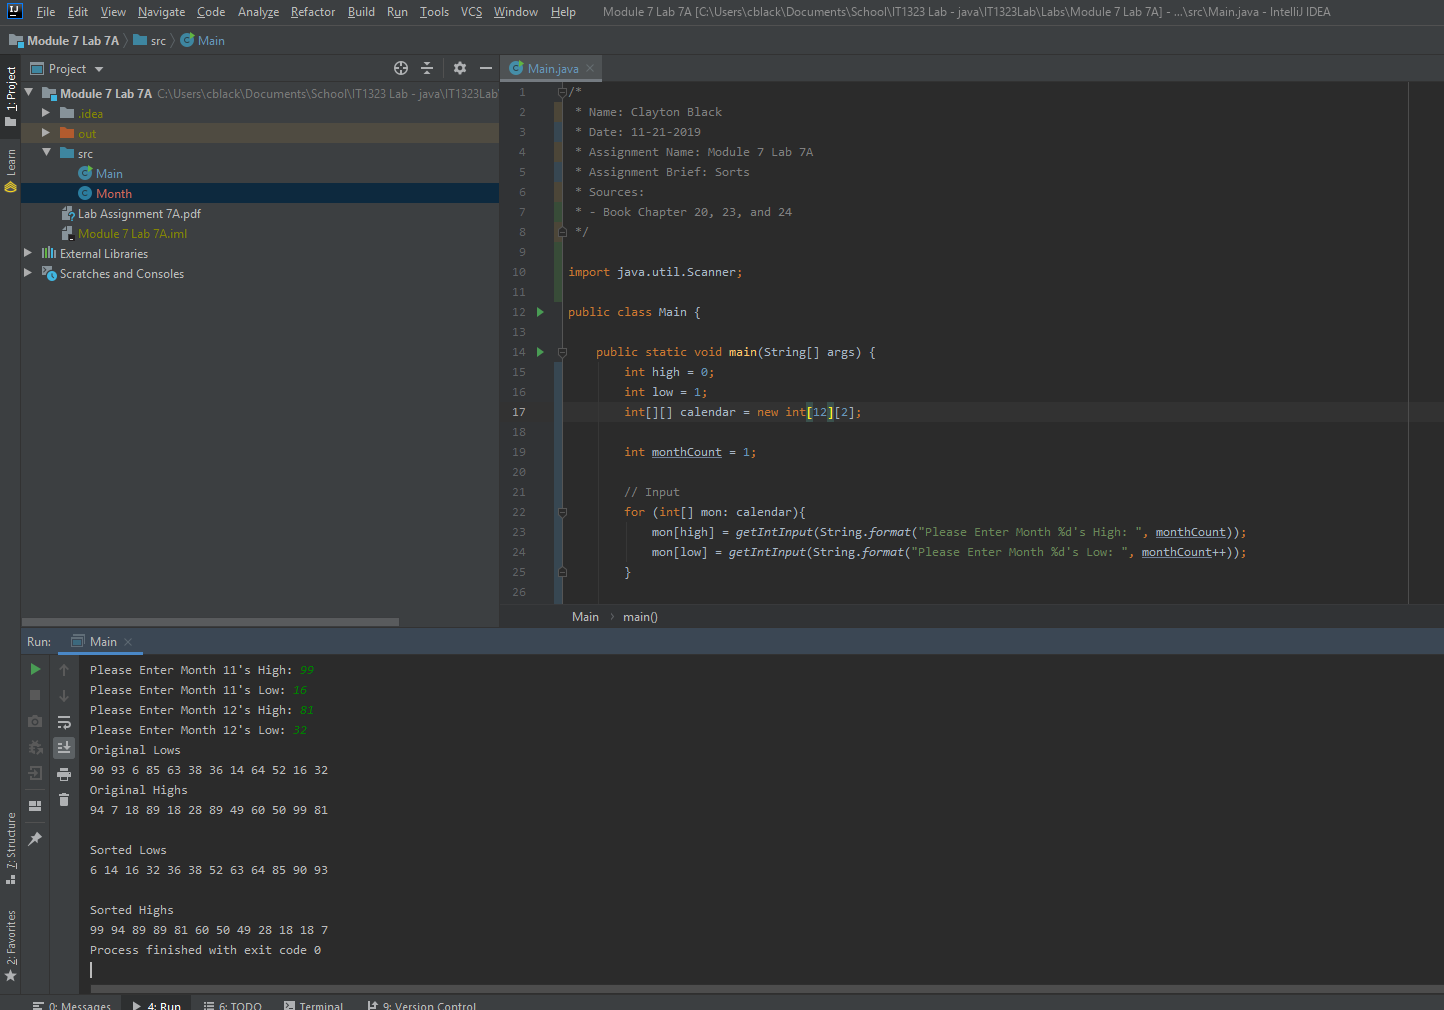 File Edit View Navigate Code Analyze Refactor Build Run Tools VCS Window Help Module 7 Lab 7A [C:\Users\cblack\Documents\School\IT1323 Lab - java\IT1323Lab\Labs\Module 7 Lab 7A] - ...\src\Main.java - IntelliJ IDEA
Module 7 Lab 7A src Main
1: Project
Learn
7: Structure
2: Favorites
Project
Module 7 Lab 7A C:\Users\cblack\Documents\School\IT1323 Lab - java\IT1323Lab\
.idea
out
src
Main
Month
Lab Assignment 7A.pdf
Module 7 Lab 7A.iml
External Libraries
Scratches and Consoles
Main.java
1 /*
2 * Name: Clayton Black
3 * Date: 11-21-2019
4 * Assignment Name: Module 7 Lab 7A
5 * Assignment Brief: Sorts
6 * Sources:
7 * - Book Chapter 20, 23, and 24
8 */
9
10 import java.util.Scanner;
11
12 public class Main {
13
14 public static void main(String[] args) {
15 int high = 0;
16 int low = 1;
17 int[][] calendar = new int[12][2];
18
19 int monthCount = 1;
20
21 // Input
22 for (int[] mon: calendar){
23 mon[high] = getIntInput(String.format("Please Enter Month %d's High: ", monthCount));
24 mon[low] = getIntInput(String.format("Please Enter Month %d's Low: ", monthCount++));
25 }
26
Main main()
Run: Main
Please Enter Month 11's High: 99
Please Enter Month 11's Low: 16
Please Enter Month 12's High: 81
Please Enter Month 12's Low: 32
Original Lows
90 93 6 85 63 38 36 14 64 52 16 32
Original Highs
94 7 18 89 18 28 89 49 60 50 99 81
Sorted Lows
6 14 16 32 36 38 52 63 64 85 90 93
Sorted Highs
99 94 89 89 81 60 50 49 28 18 18 7
Process finished with exit code 0
0: Messages 4: Run 6: TODO Terminal 9: Version Control